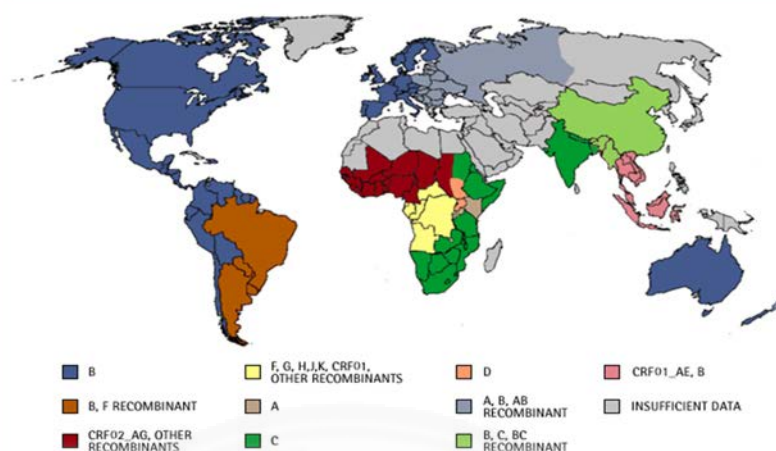 B
F, G, H,J,K, CRF01,
OTHER RECOMBINANTS
D
CRF01_AE, B
B, F RECOMBINANT
A
A, B, AB
RECOMBINANT
INSUFFICIENT DATA
CRF02_AG, OTHER
RECOMBINANTS
C
B, C, BC
RECOMBINANT